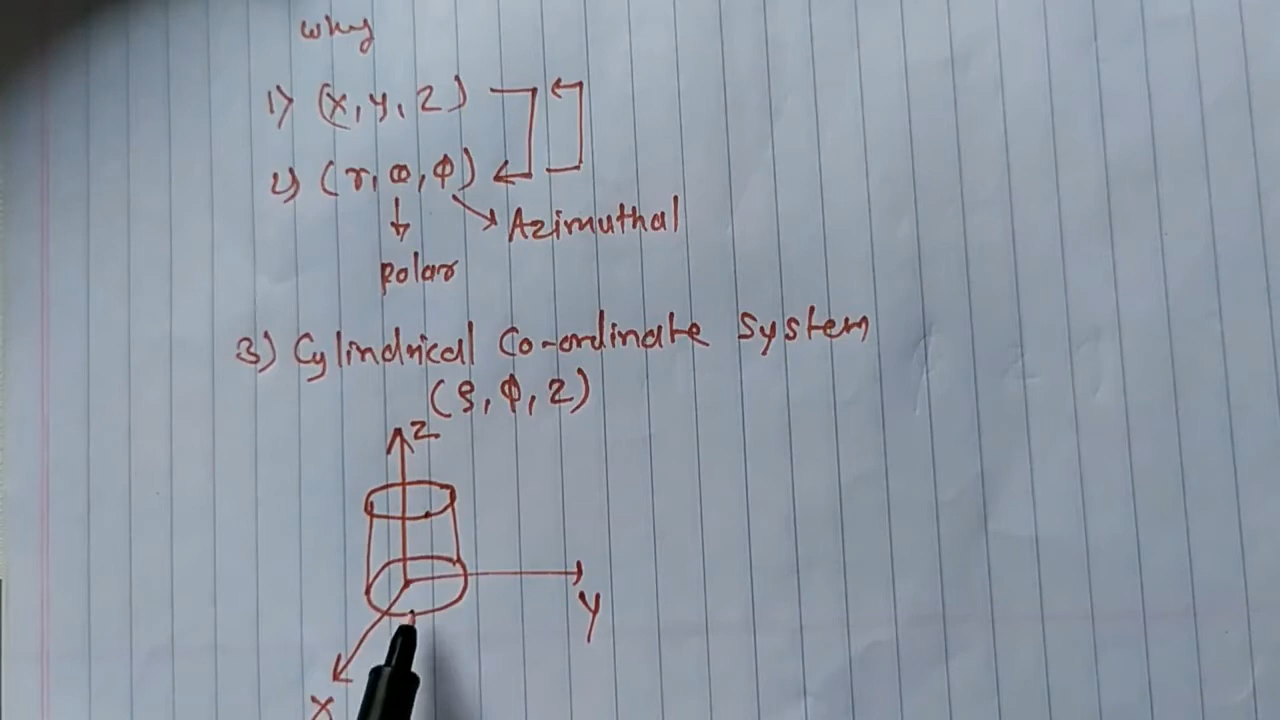 why
1) (x, y, z)
2) (r, θ, φ)
Azimuthal
Polar
3) Cylindrical Co-ordinate System
(ρ, φ, z)
Z
Y
X